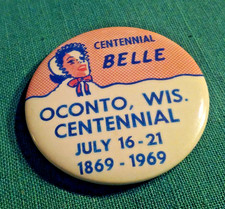 CENTENNIAL
BELLE
OCONTO, WIS.
CENTENNIAL
JULY 16-21
1869-1969